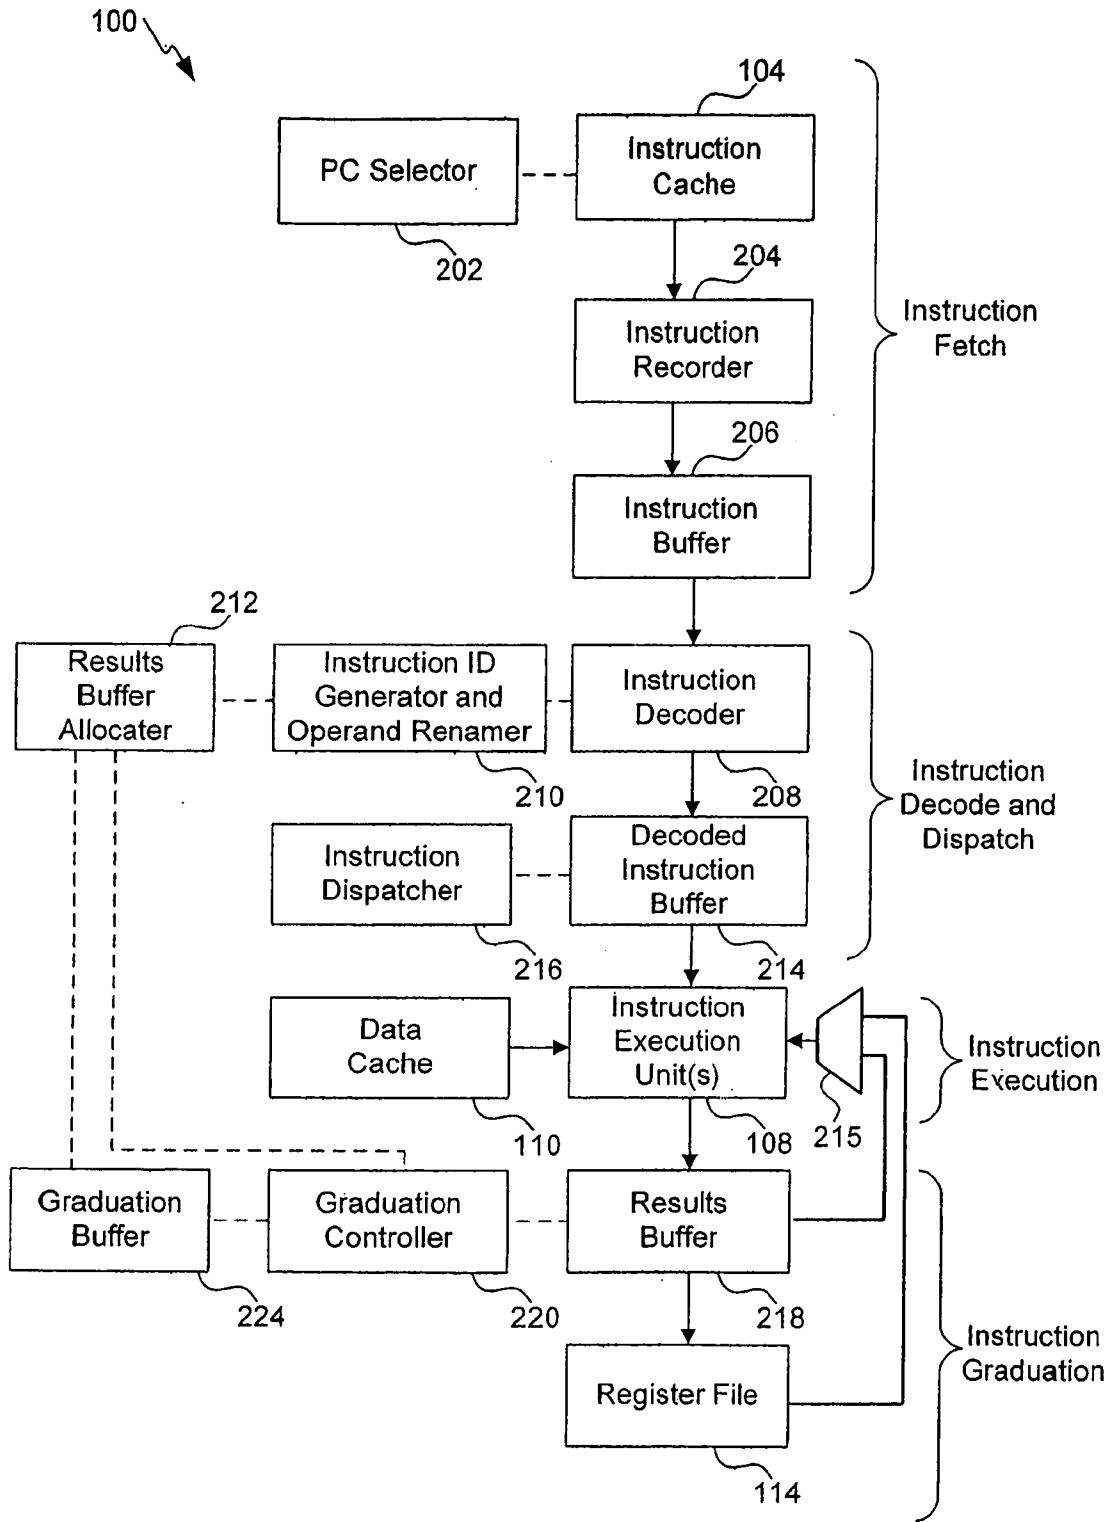 100
104
PC Selector
Instruction
Cache
202
204
Instruction
Recorder
Instruction
Fetch
206
Instruction
Buffer
212
Results
Buffer
Allocater
Instruction ID
Generator and
Operand Renamer
Instruction
Decoder
210
208
Instruction
Decode and
Dispatch
Instruction
Dispatcher
Decoded
Instruction
Buffer
216
214
Data
Cache
Instruction
Execution
Unit(s)
Instruction
Execution
110
108
215
Graduation
Buffer
Graduation
Controller
Results
Buffer
224
220
218
Instruction
Graduation
Register File
114